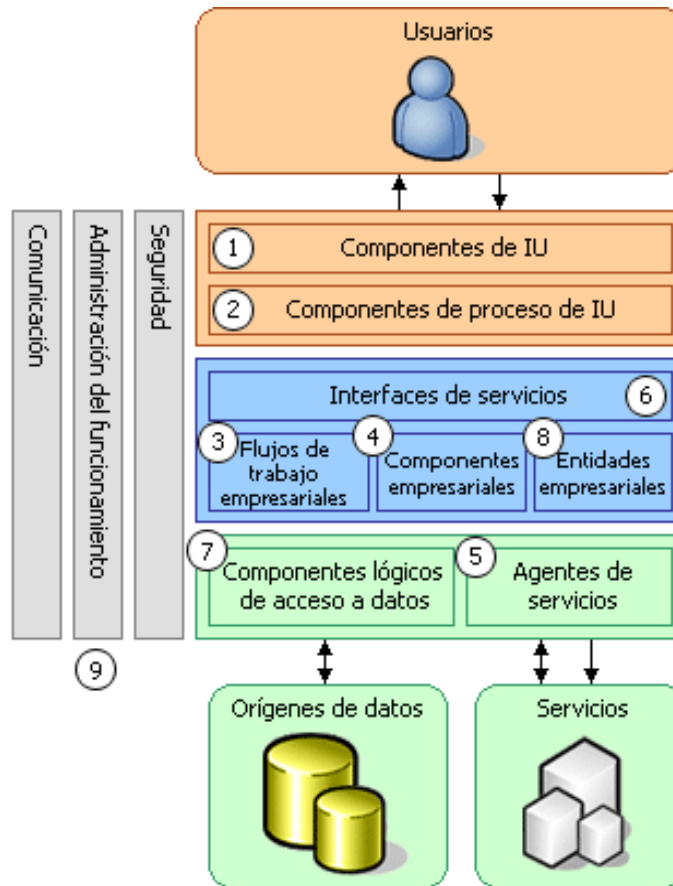 Usuarios
Comunicación
Administración del funcionamiento
Seguridad
1 Componentes de IU
2 Componentes de proceso de IU
Interfaces de servicios 6
3 Flujos de
trabajo
empresariales
4 Componentes
empresariales
8 Entidades
empresariales
7 Componentes lógicos
de acceso a datos
5 Agentes de
servicios
9
Orígenes de datos
Servicios